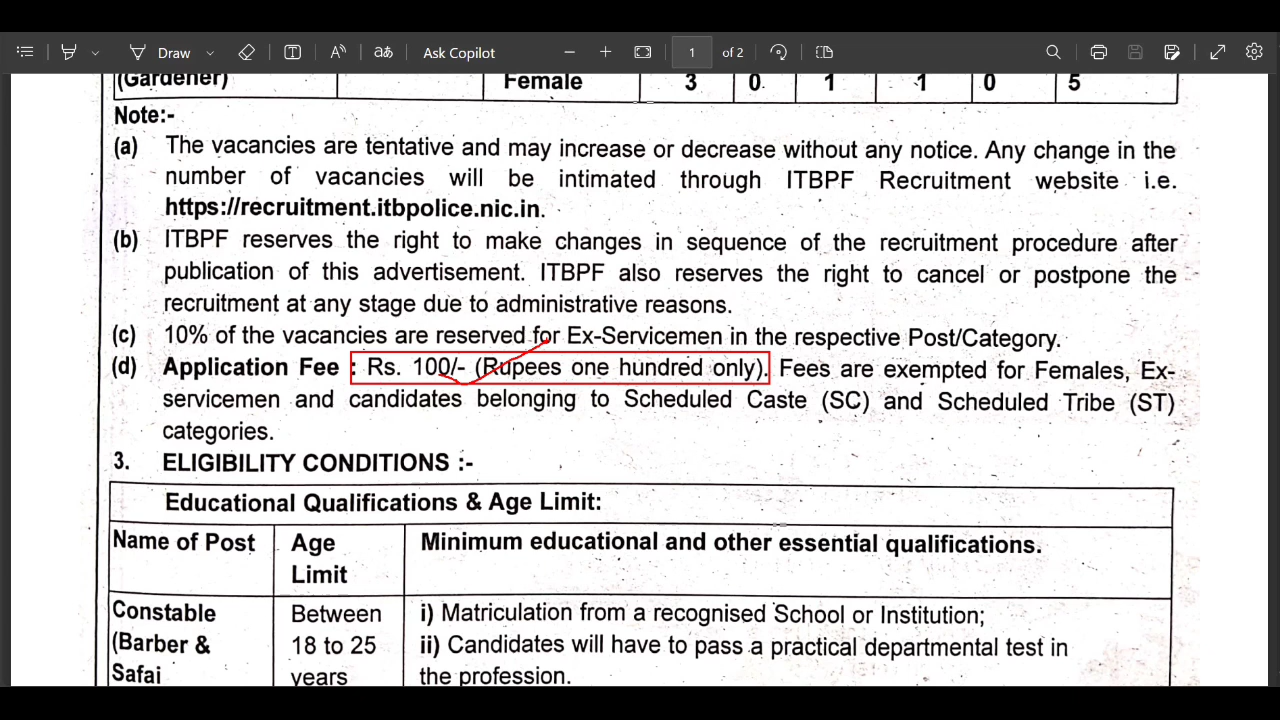 Draw
Ask Copilot
1 of 2
(Gardener) Female 3 0 1 1 0 5
Note:-
(a) The vacancies are tentative and may increase or decrease without any notice. Any change in the
number of vacancies will be intimated through ITBPF Recruitment website i.e.
https://recruitment.itbpolice.nic.in.
(b) ITBPF reserves the right to make changes in sequence of the recruitment procedure after
publication of this advertisement. ITBPF also reserves the right to cancel or postpone the
recruitment at any stage due to administrative reasons.
(c) 10% of the vacancies are reserved for Ex-Servicemen in the respective Post/Category.
(d) Application Fee : Rs. 100/- (Rupees one hundred only). Fees are exempted for Females, Ex-
servicemen and candidates belonging to Scheduled Caste (SC) and Scheduled Tribe (ST)
categories.
3. ELIGIBILITY CONDITIONS :-
Educational Qualifications & Age Limit:
Name of Post
Age
Limit
Minimum educational and other essential qualifications.
Constable
(Barber &
Safai
Between
18 to 25
years
i) Matriculation from a recognised School or Institution;
ii) Candidates will have to pass a practical departmental test in
the profession.